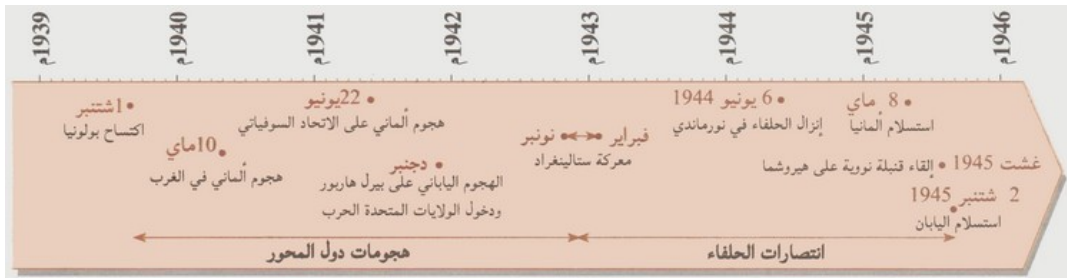 1939م
1940م
1941م
1942م
1943م
1944م
1945م
1946م
1شتنبر
اكتساح بولونيا
10ماي
هجوم ألماني في الغرب
22يونيو
هجوم ألماني على الاتحاد السوفياتي
دجنبر
الهجوم الياباني على بيرل هاربور
ودخول الولايات المتحدة الحرب
نونبر
فبراير
معركة ستالينغراد
6 يونيو 1944
إنزال الحلفاء في نورماندي
8 ماي
استسلام ألمانيا
غشت 1945
إلقاء قنبلة نووية على هيروشما
2 شتنبر 1945
استسلام اليابان
هجومات دول المحور
انتصارات الحلفاء